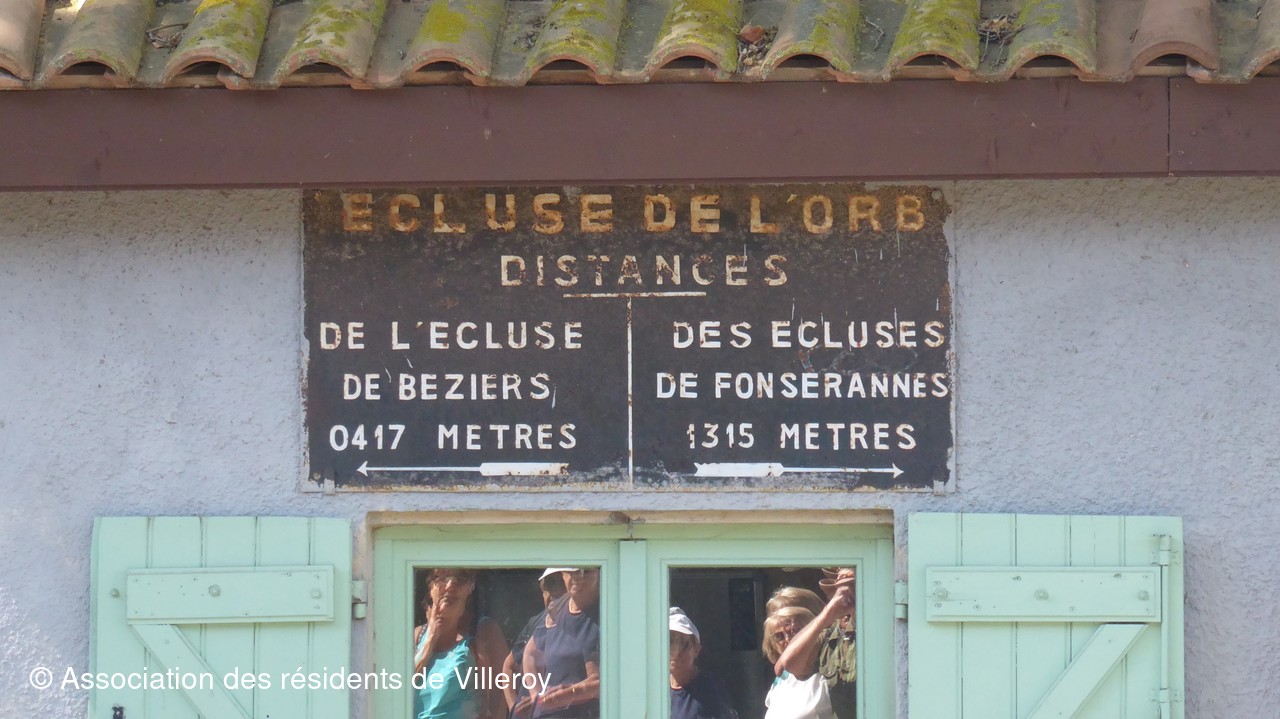 ECLUSE DE L'ORB
DISTANCES
DE L'ECLUSE
DE BEZIERS
0417 METRES
DES ECLUSES
DE FONSERANNES
1315 METRES
© Association des résidents de Villeroy